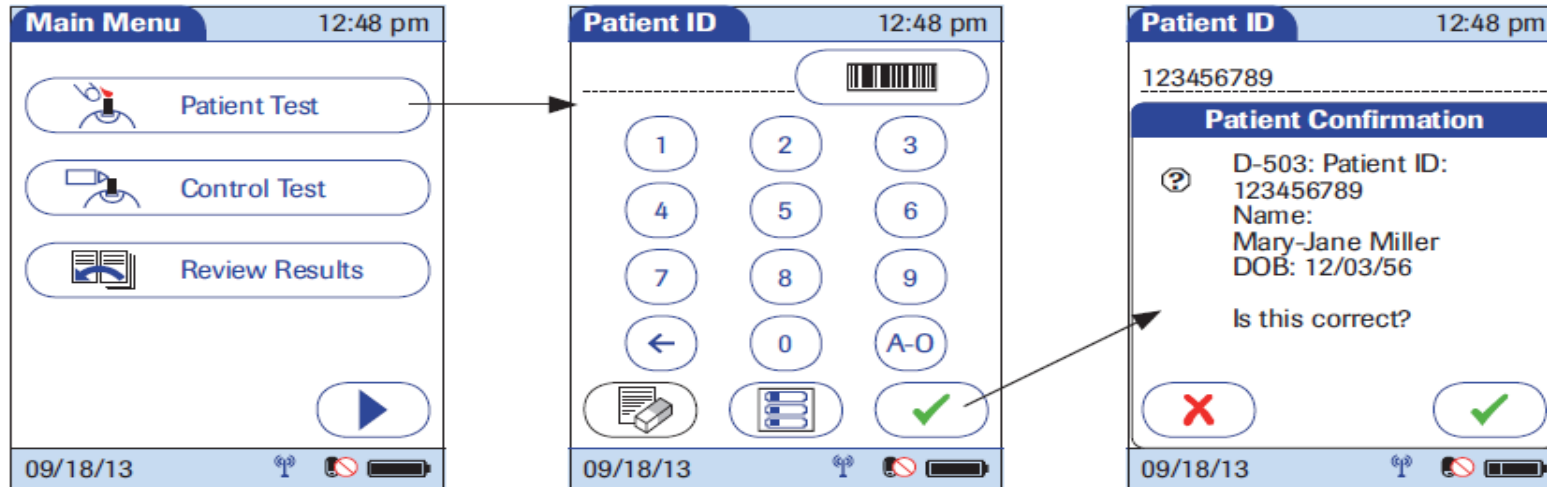 Main Menu 12:48 pm
Patient Test
Control Test
Review Results
09/18/13
Patient ID 12:48 pm
1 2 3
4 5 6
7 8 9
0 A-O
09/18/13
Patient ID 12:48 pm
123456789
Patient Confirmation
D-503: Patient ID:
123456789
Name:
Mary-Jane Miller
DOB: 12/03/56
Is this correct?
09/18/13